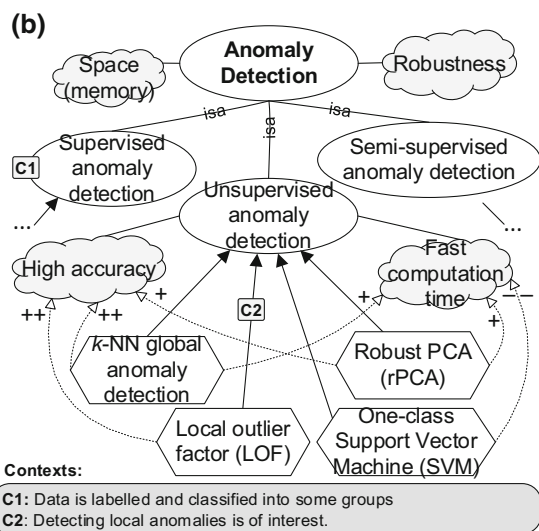 (b)
Anomaly
Detection
Space
(memory)
Robustness
isa
isa
isa
C1
Supervised
anomaly
detection
Semi-supervised
anomaly detection
Unsupervised
anomaly
detection
...
...
High accuracy
Fast
computation
time
++
++
+
+
+
– –
C2
k-NN global
anomaly
detection
Robust PCA
(rPCA)
Local outlier
factor (LOF)
One-class
Support Vector
Machine (SVM)
Contexts:
C1: Data is labelled and classified into some groups
C2: Detecting local anomalies is of interest.